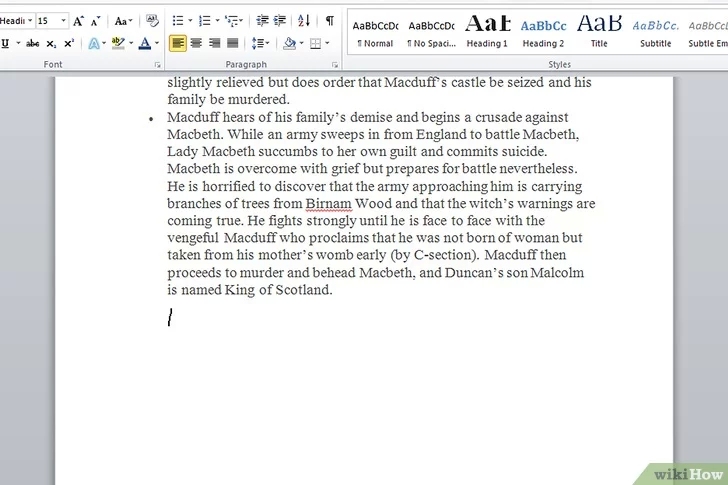 Headi 15 A A Aa
U abc x₂ x² A ab A
Font
Paragraph
AaBbCcDc AaBbCcDc AaB AaBbCc AaB AaBbCc. AaBbCcDc
¶ Normal ¶ No Spaci... Heading 1 Heading 2 Title Subtitle Subtle Em
Styles
slightly relieved but does order that Macduff's castle be seized and his
family be murdered.
• Macduff hears of his family's demise and begins a crusade against
Macbeth. While an army sweeps in from England to battle Macbeth,
Lady Macbeth succumbs to her own guilt and commits suicide.
Macbeth is overcome with grief but prepares for battle nevertheless.
He is horrified to discover that the army approaching him is carrying
branches of trees from Birnam Wood and that the witch's warnings are
coming true. He fights strongly until he is face to face with the
vengeful Macduff who proclaims that he was not born of woman but
taken from his mother's womb early (by C-section). Macduff then
proceeds to murder and behead Macbeth, and Duncan's son Malcolm
is named King of Scotland.
wikiHow